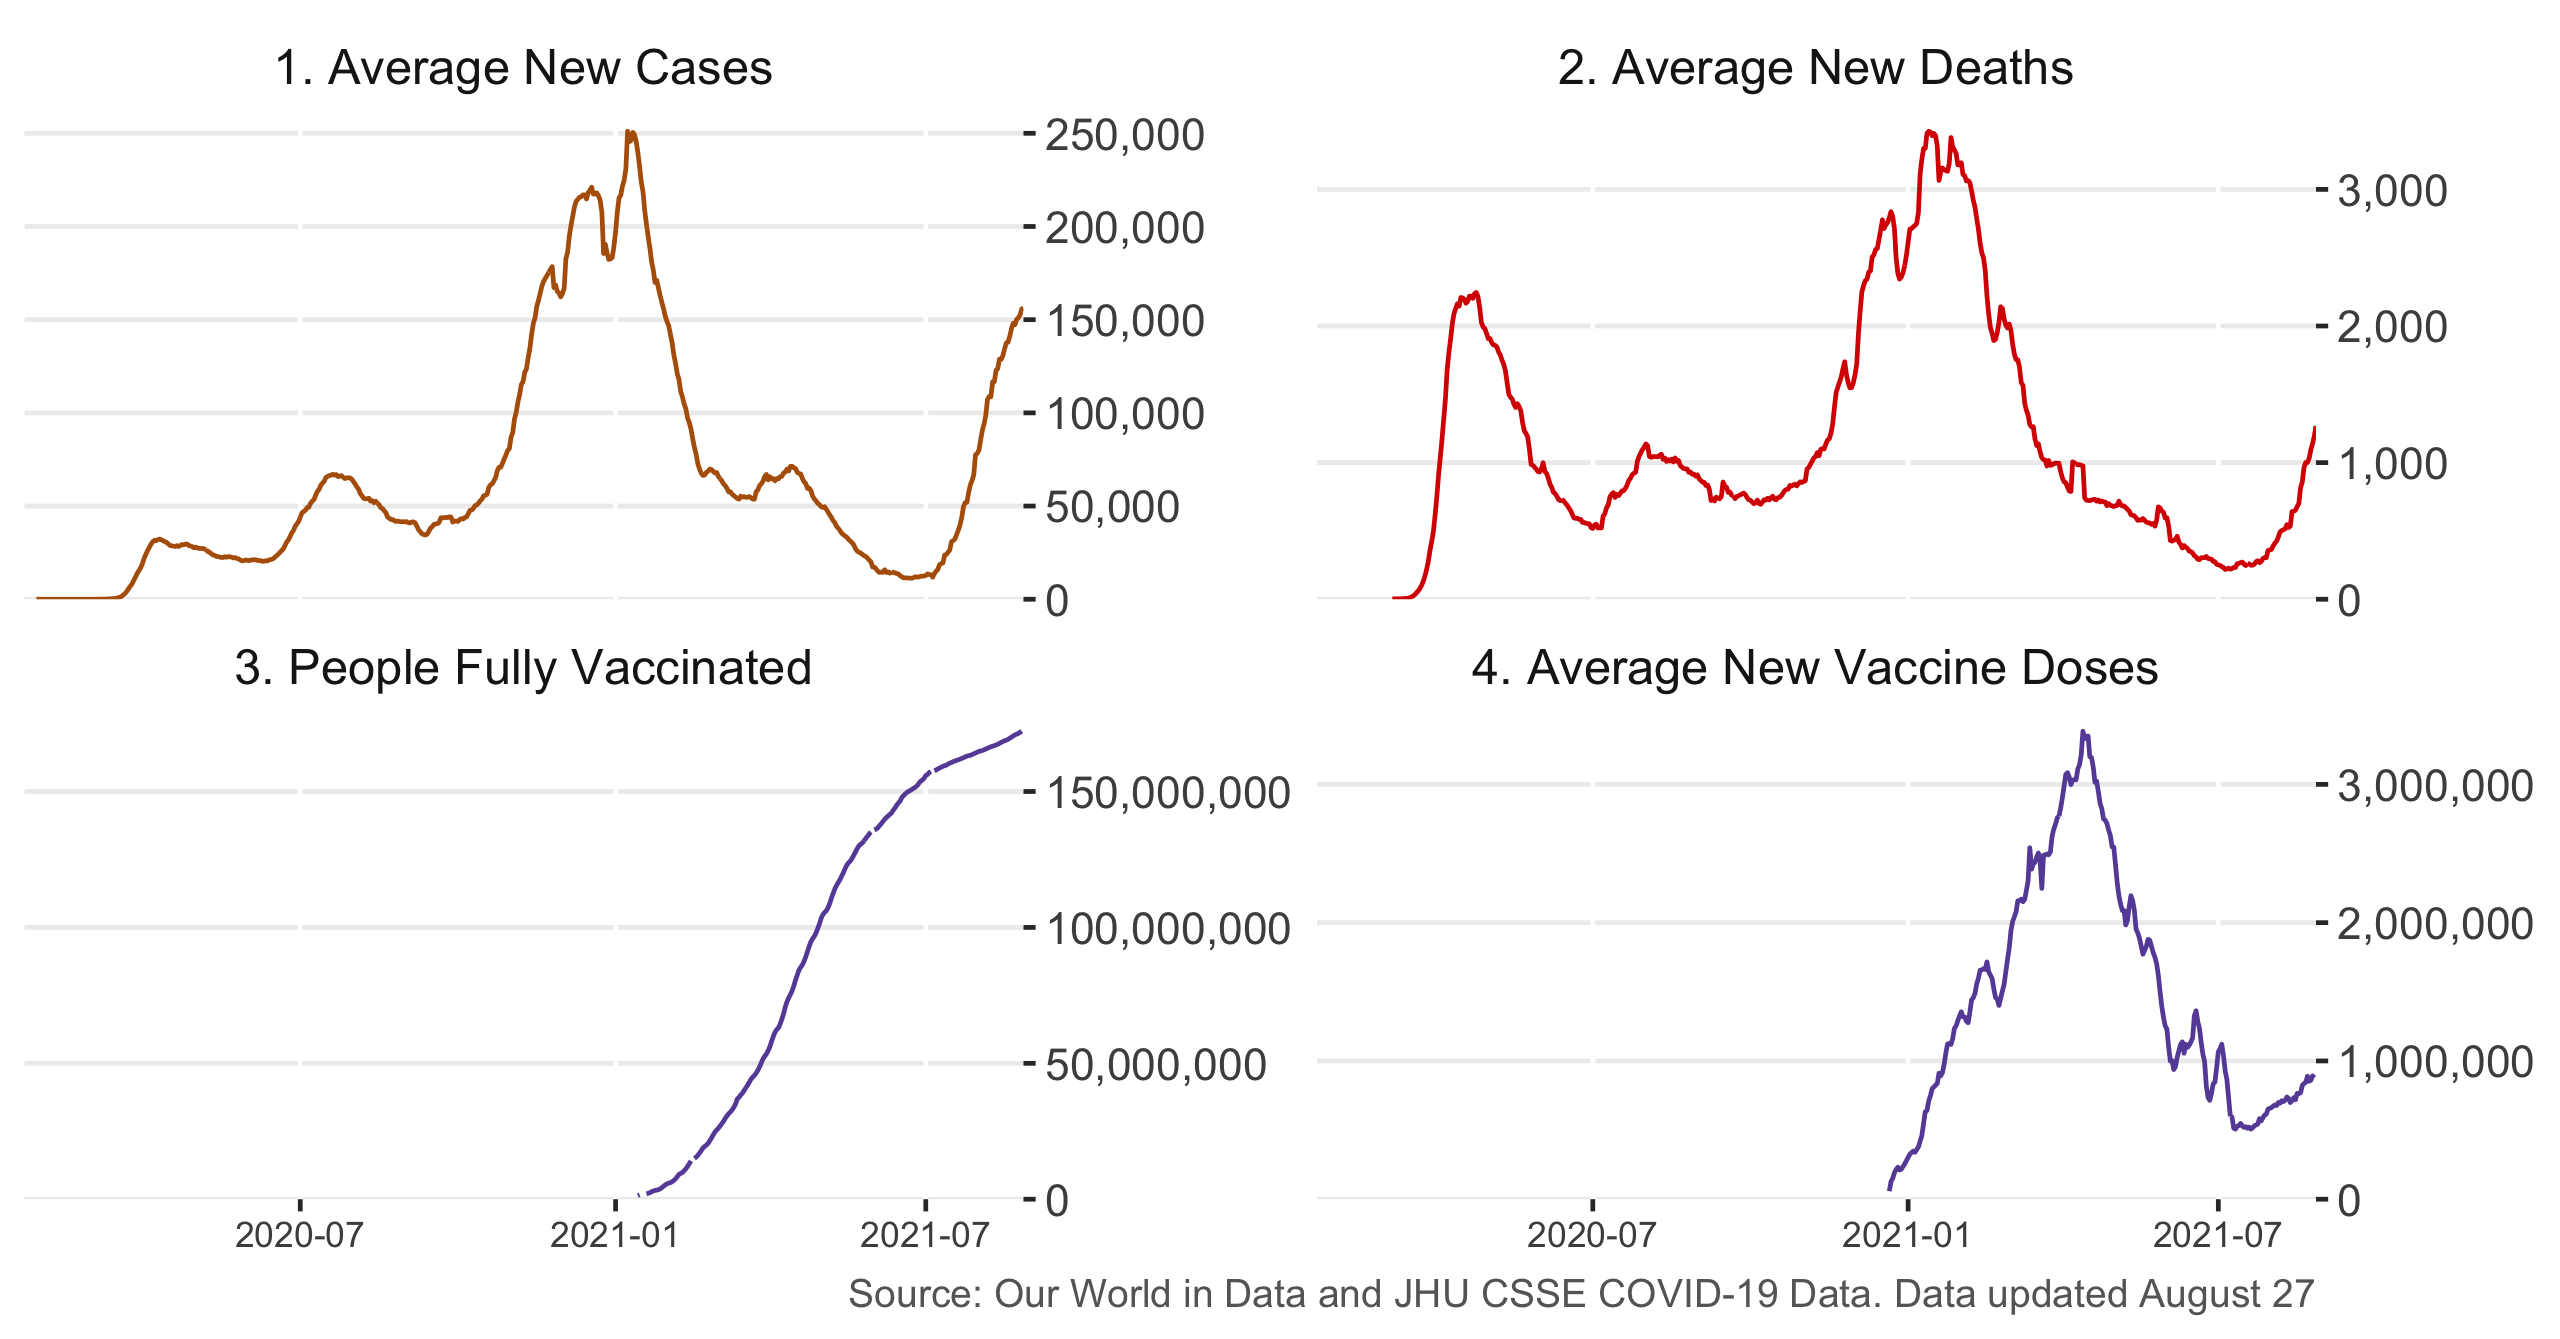 1. Average New Cases
250,000
200,000
150,000
100,000
50,000
0
2. Average New Deaths
3,000
2,000
1,000
0
3. People Fully Vaccinated
150,000,000
100,000,000
50,000,000
0
2020-07 2021-01 2021-07
4. Average New Vaccine Doses
3,000,000
2,000,000
1,000,000
0
2020-07 2021-01 2021-07
Source: Our World in Data and JHU CSSE COVID-19 Data. Data updated August 27